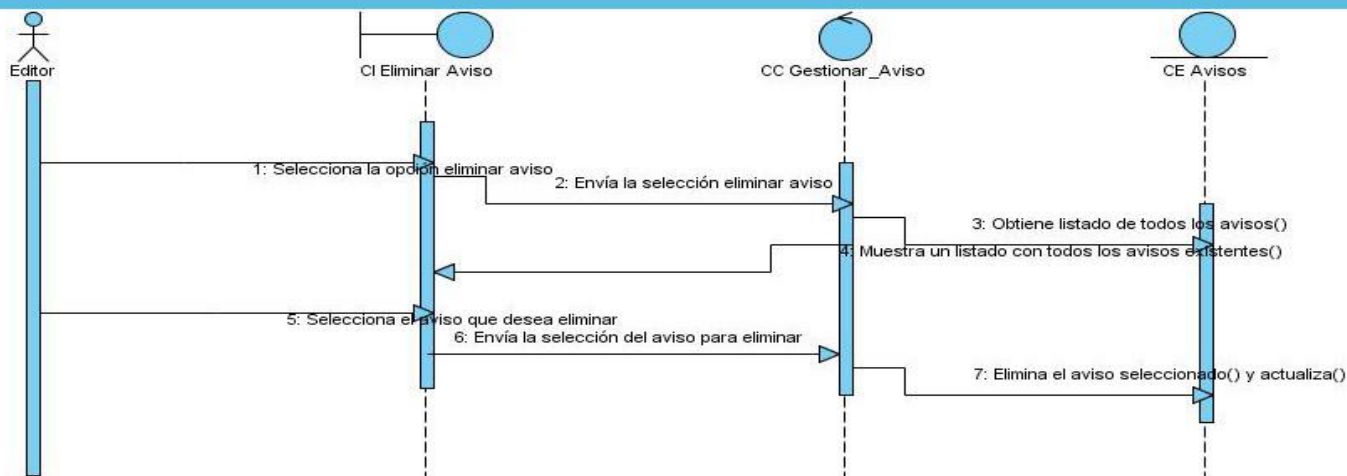 Editor
CI Eliminar Aviso
CC Gestionar_Aviso
CE Avisos
1: Selecciona la opción eliminar aviso
2: Envía la selección eliminar aviso
3: Obtiene listado de todos los avisos()
4: Muestra un listado con todos los avisos existentes()
5: Selecciona el aviso que desea eliminar
6: Envía la selección del aviso para eliminar
7: Elimina el aviso seleccionado() y actualiza()